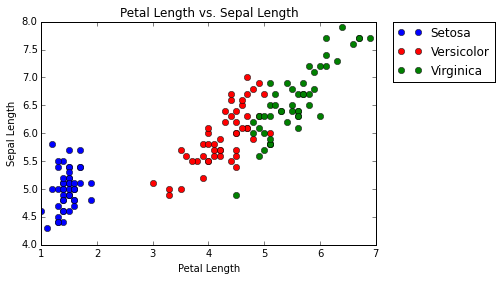 Petal Length vs. Sepal Length
Setosa
Versicolor
Virginica
Sepal Length
8.0
7.5
7.0
6.5
6.0
5.5
5.0
4.5
4.0
1 2 3 4 5 6 7
Petal Length